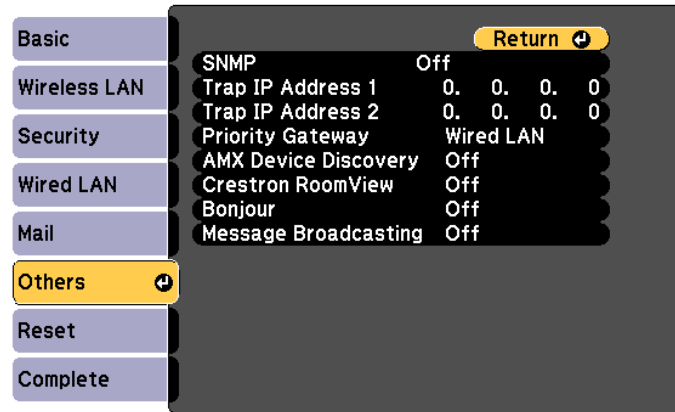 Basic
Wireless LAN
Security
Wired LAN
Mail
Others
Reset
Complete
Return
SNMP Off
Trap IP Address 1 0. 0. 0. 0
Trap IP Address 2 0. 0. 0. 0
Priority Gateway Wired LAN
AMX Device Discovery Off
Crestron RoomView Off
Bonjour Off
Message Broadcasting Off